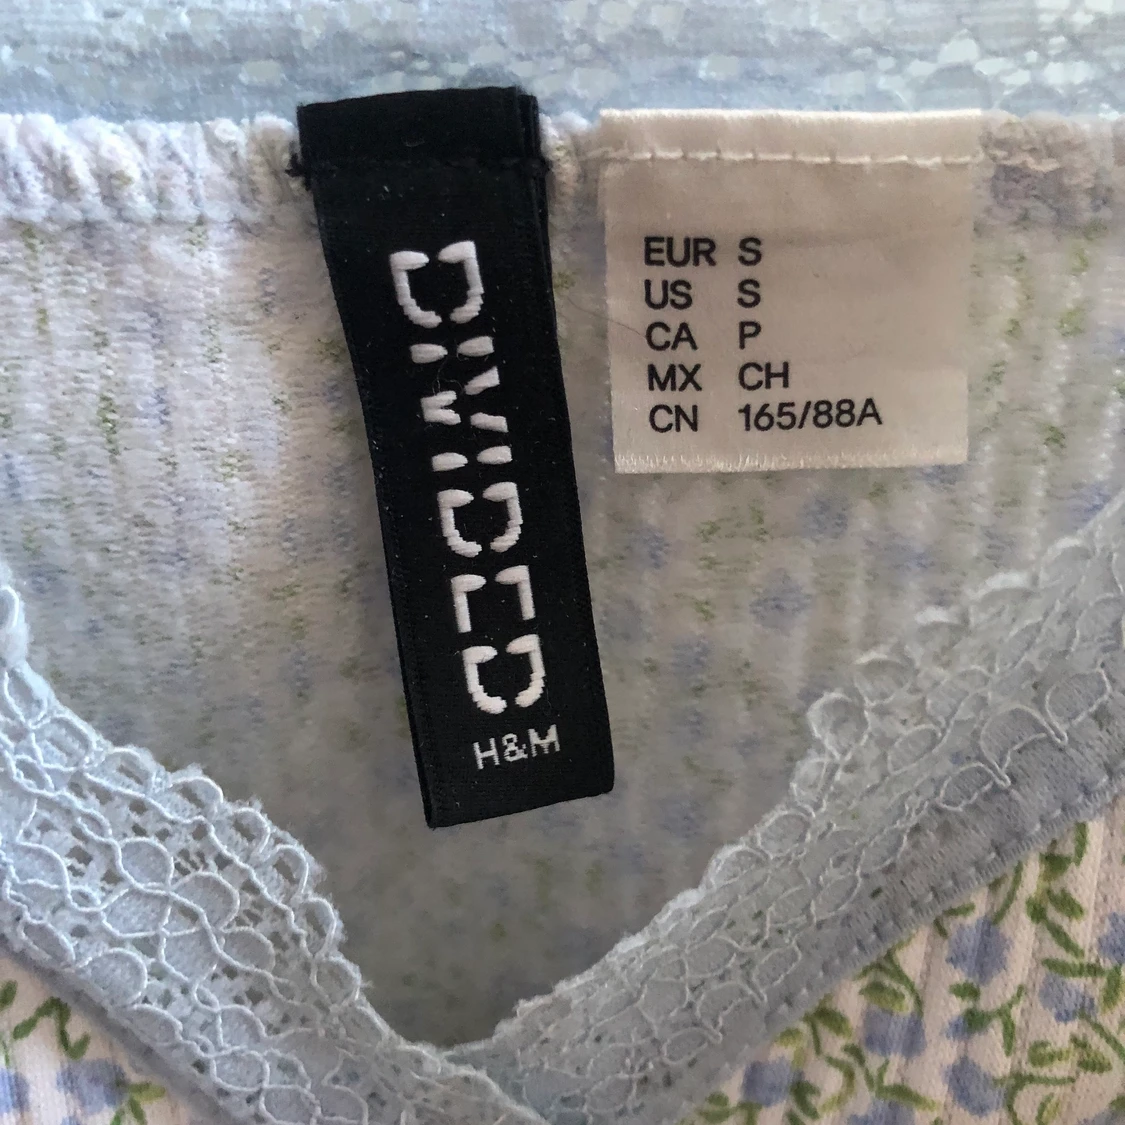 DIVIDED
H&M
EUR S
US S
CA P
MX CH
CN 165/88A